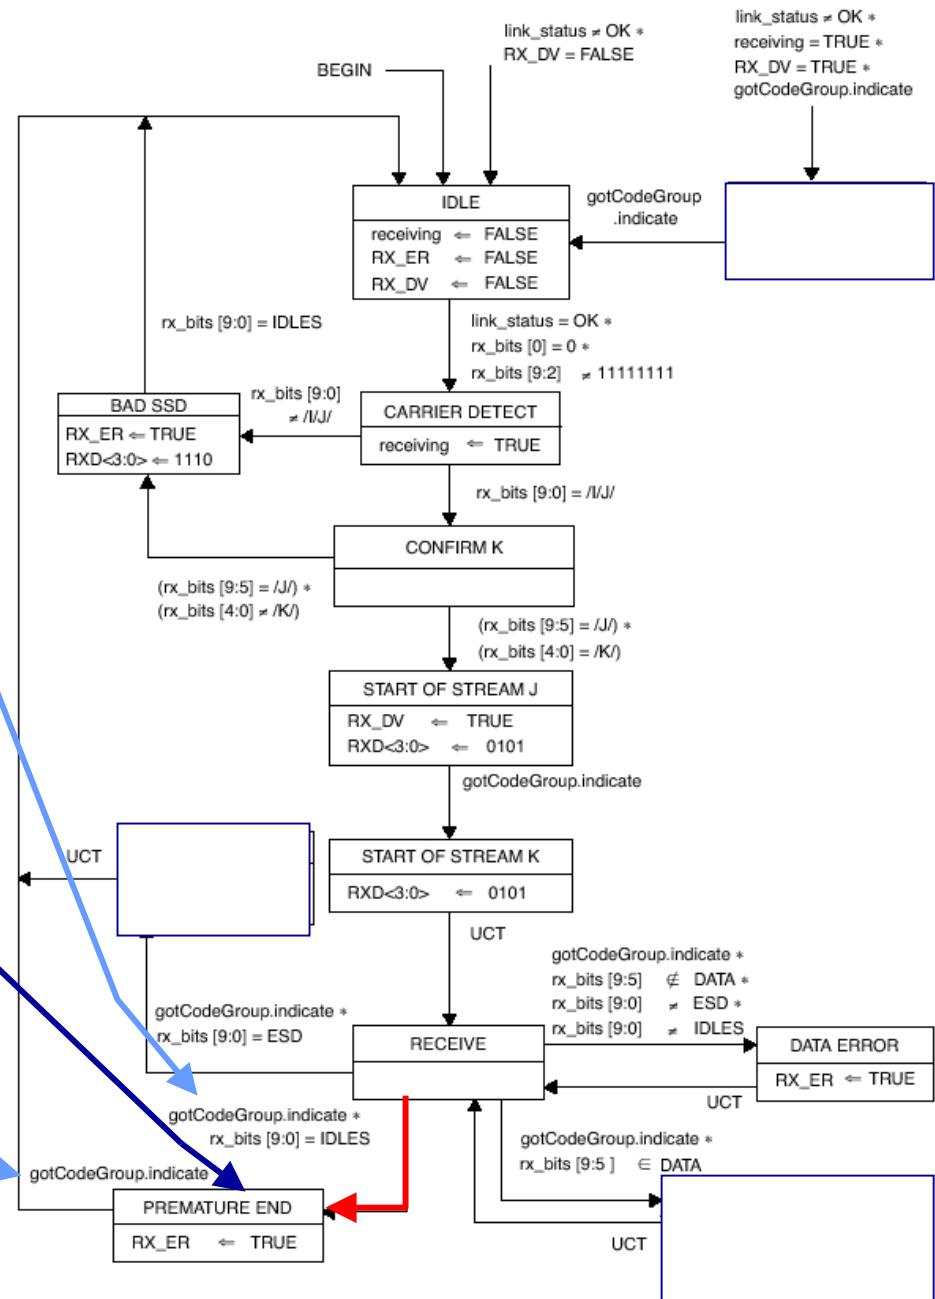 link_status ≠ OK *
RX_DV = FALSE
link_status ≠ OK *
receiving = TRUE *
RX_DV = TRUE *
gotCodeGroup.indicate
BEGIN
IDLE
receiving ⇐ FALSE
RX_ER ⇐ FALSE
RX_DV ⇐ FALSE
gotCodeGroup
.indicate
rx_bits [9:0] = IDLES
link_status = OK *
rx_bits [0] = 0 *
rx_bits [9:2] ≠ 11111111
BAD SSD
RX_ER ⇐ TRUE
RXD<3:0> ⇐ 1110
rx_bits [9:0]
≠ /I/J/
CARRIER DETECT
receiving ⇐ TRUE
rx_bits [9:0] = /I/J/
CONFIRM K
(rx_bits [9:5] = /J/) *
(rx_bits [4:0] ≠ /K/)
(rx_bits [9:5] = /J/) *
(rx_bits [4:0] = /K/)
START OF STREAM J
RX_DV ⇐ TRUE
RXD<3:0> ⇐ 0101
gotCodeGroup.indicate
UCT
START OF STREAM K
RXD<3:0> ⇐ 0101
UCT
gotCodeGroup.indicate *
rx_bits [9:5] ∉ DATA *
rx_bits [9:0] ≠ ESD *
rx_bits [9:0] ≠ IDLES
gotCodeGroup.indicate *
rx_bits [9:0] = ESD
RECEIVE
DATA ERROR
RX_ER ⇐ TRUE
UCT
gotCodeGroup.indicate *
rx_bits [9:0] = IDLES
gotCodeGroup.indicate *
rx_bits [9:5 ] ∈ DATA
gotCodeGroup.indicate
PREMATURE END
RX_ER ⇐ TRUE
UCT